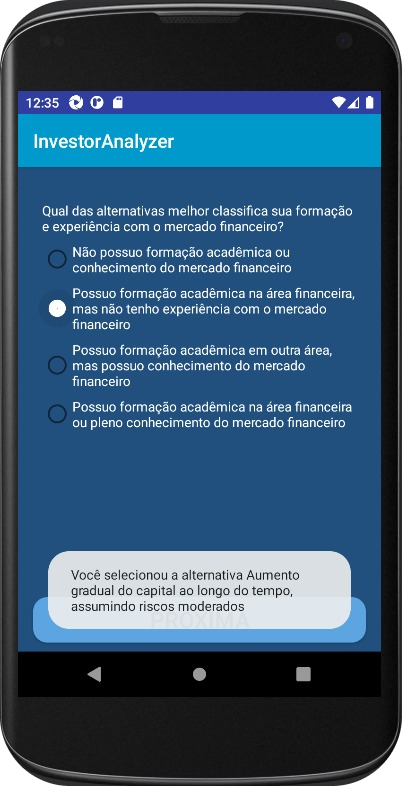 12:35
InvestorAnalyzer
Qual das alternativas melhor classifica sua formação
e experiência com o mercado financeiro?
Não possuo formação acadêmica ou
conhecimento do mercado financeiro
Possuo formação acadêmica na área financeira,
mas não tenho experiência com o mercado
financeiro
Possuo formação acadêmica em outra área,
mas possuo conhecimento do mercado
financeiro
Possuo formação acadêmica na área financeira
ou pleno conhecimento do mercado financeiro
Você selecionou a alternativa Aumento
gradual do capital ao longo do tempo,
assumindo riscos moderados
PRÓXIMA